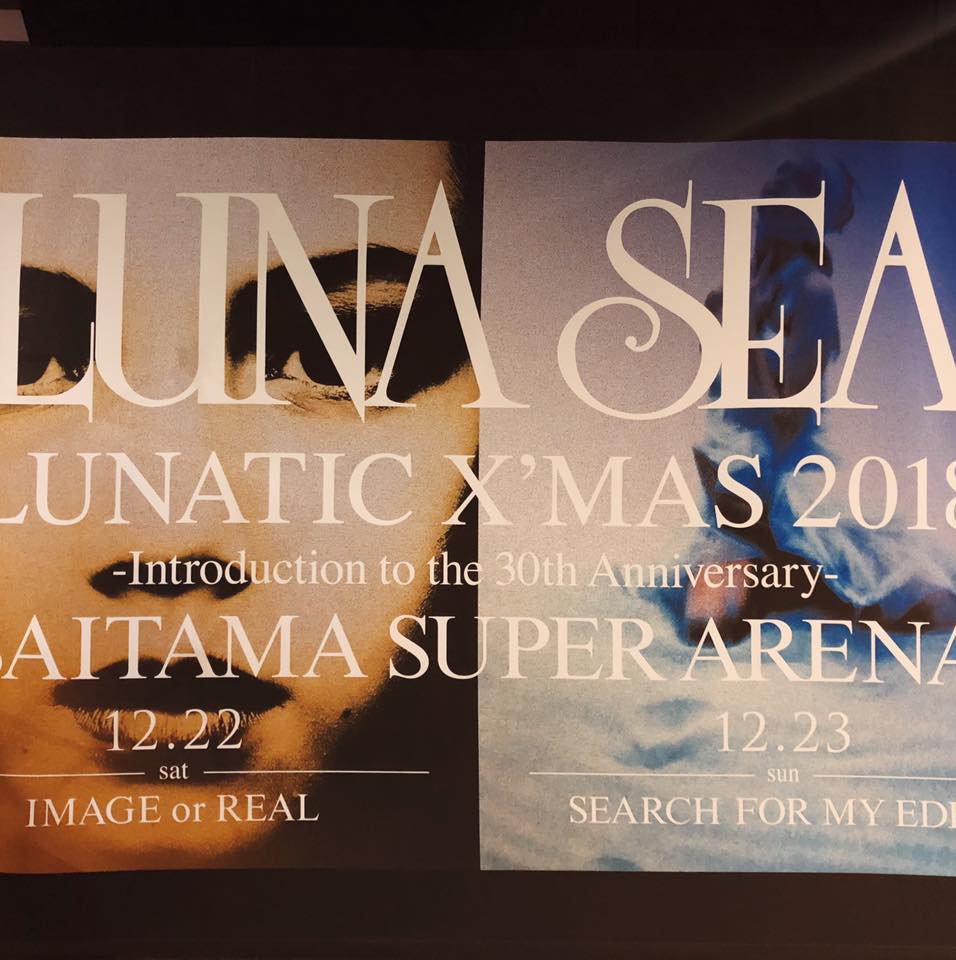 LUNA SEA
LUNATIC X'MAS 2018
-Introduction to the 30th Anniversary-
SAITAMA SUPER ARENA
12.22 12.23
sat sun
IMAGE or REAL SEARCH FOR MY